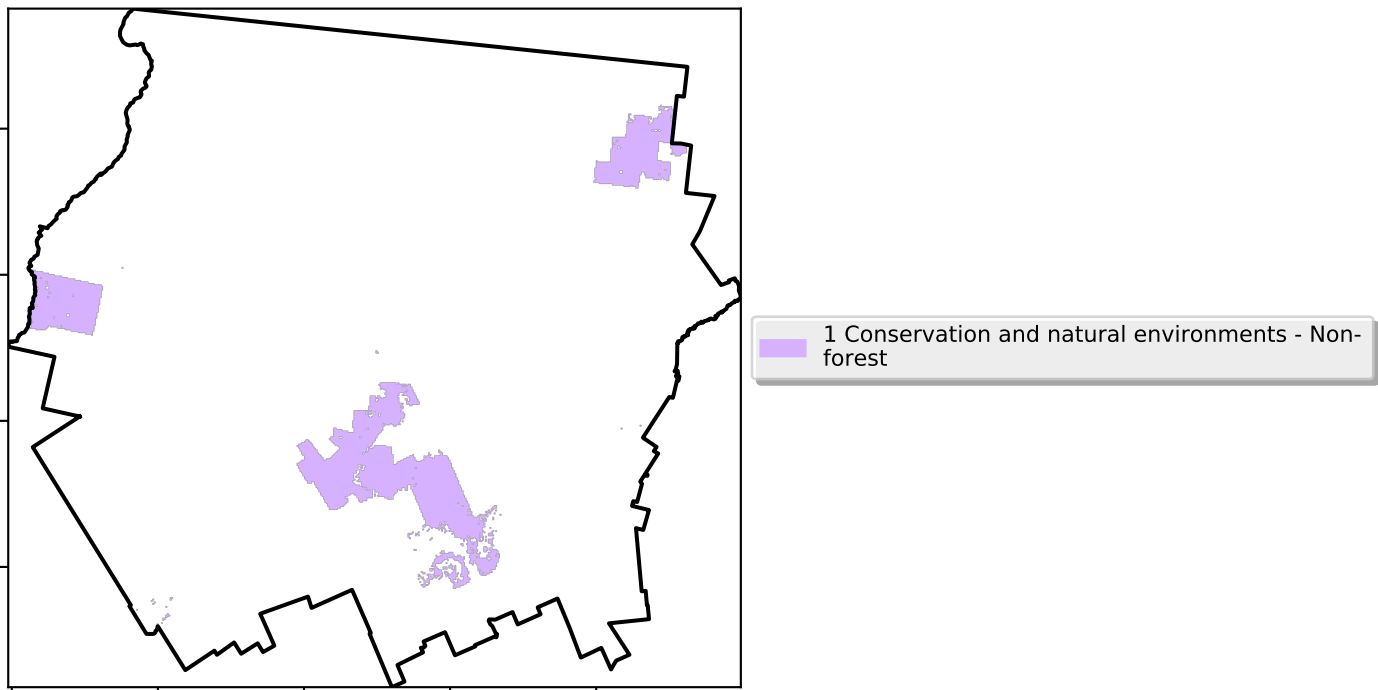 1 Conservation and natural environments - Non-
forest